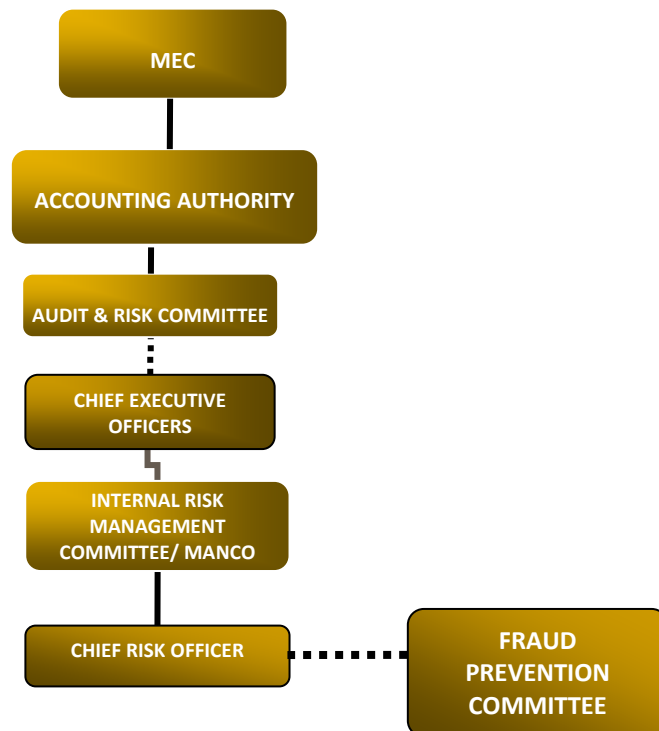 MEC
ACCOUNTING AUTHORITY
AUDIT & RISK COMMITTEE
CHIEF EXECUTIVE
OFFICERS
INTERNAL RISK
MANAGEMENT
COMMITTEE/ MANCO
CHIEF RISK OFFICER
FRAUD
PREVENTION
COMMITTEE